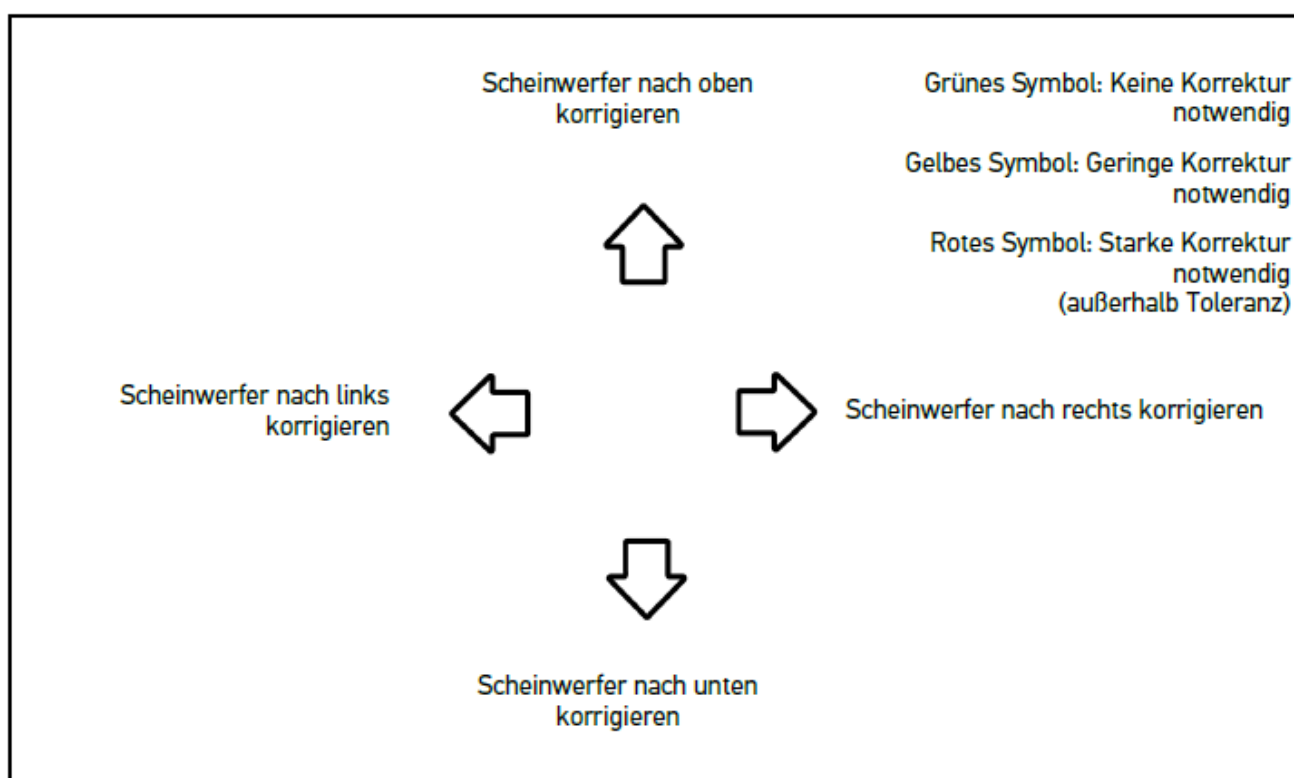 Scheinwerfer nach oben
korrigieren
Grünes Symbol: Keine Korrektur
notwendig
Gelbes Symbol: Geringe Korrektur
notwendig
Rotes Symbol: Starke Korrektur
notwendig
(außerhalb Toleranz)
Scheinwerfer nach links
korrigieren
Scheinwerfer nach rechts korrigieren
Scheinwerfer nach unten
korrigieren